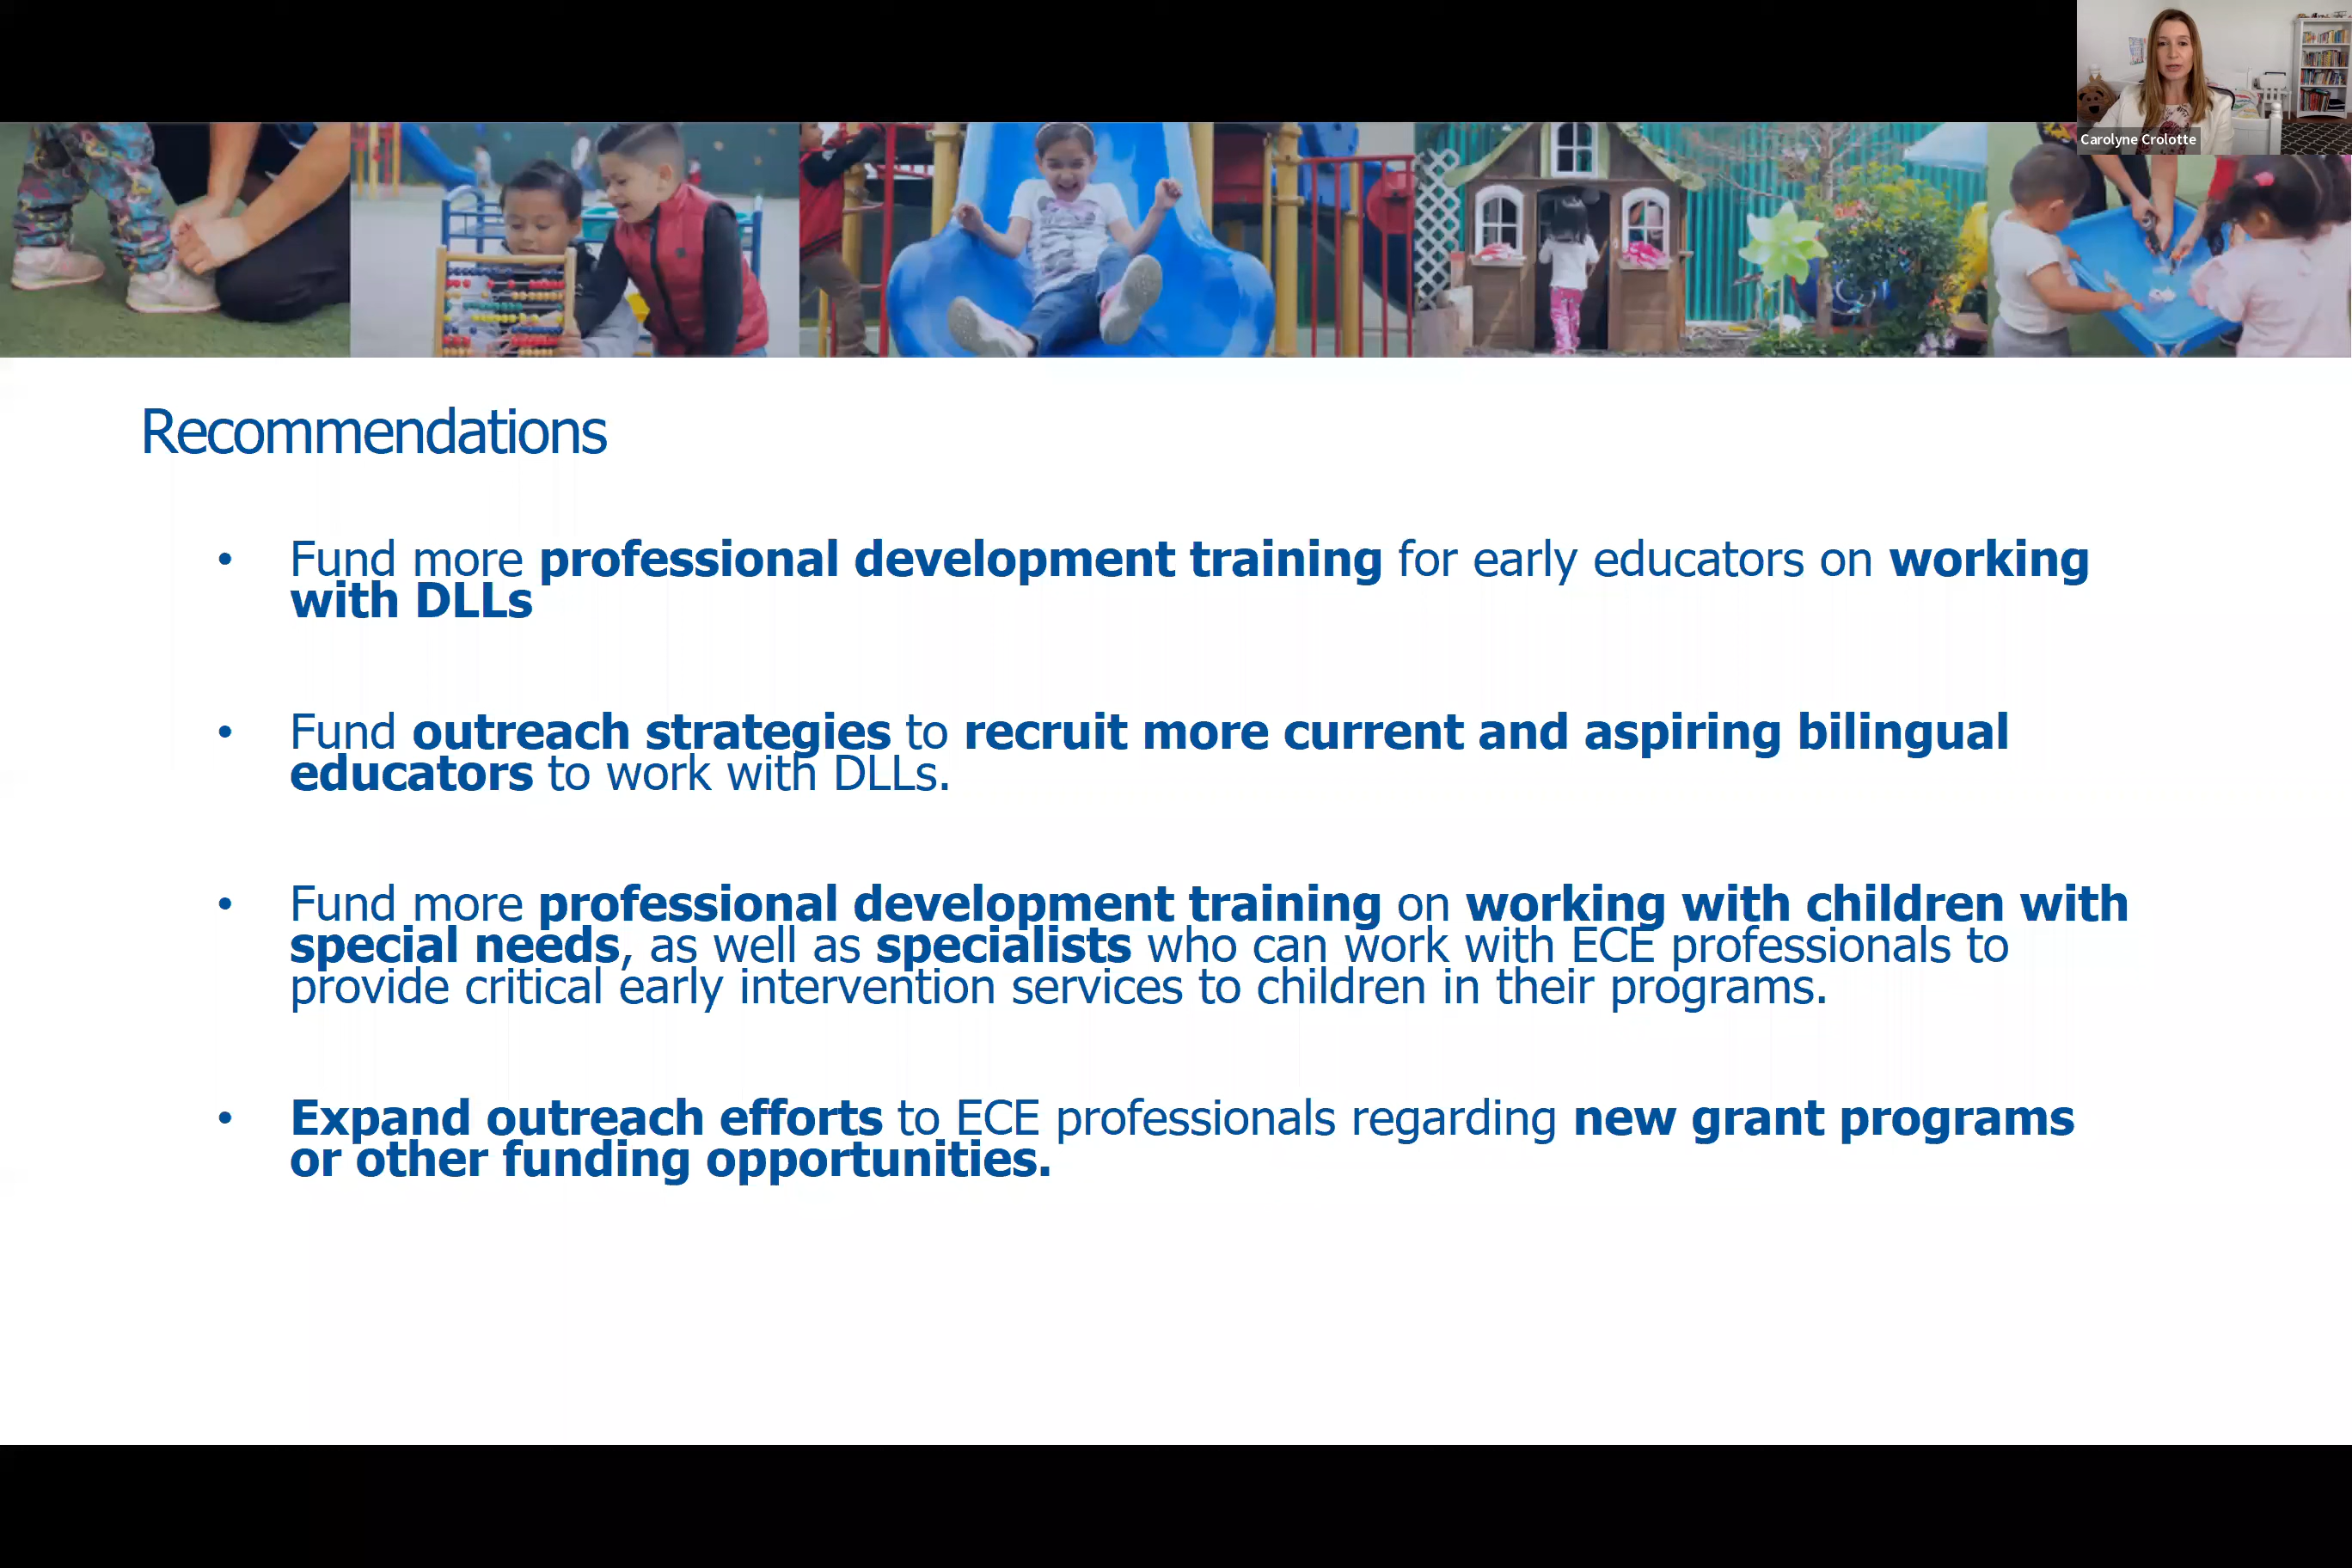 Carolyne Crolotte
Recommendations
• Fund more professional development training for early educators on working
with DLLs
• Fund outreach strategies to recruit more current and aspiring bilingual
educators to work with DLLs.
• Fund more professional development training on working with children with
special needs, as well as specialists who can work with ECE professionals to
provide critical early intervention services to children in their programs.
• Expand outreach efforts to ECE professionals regarding new grant programs
or other funding opportunities.